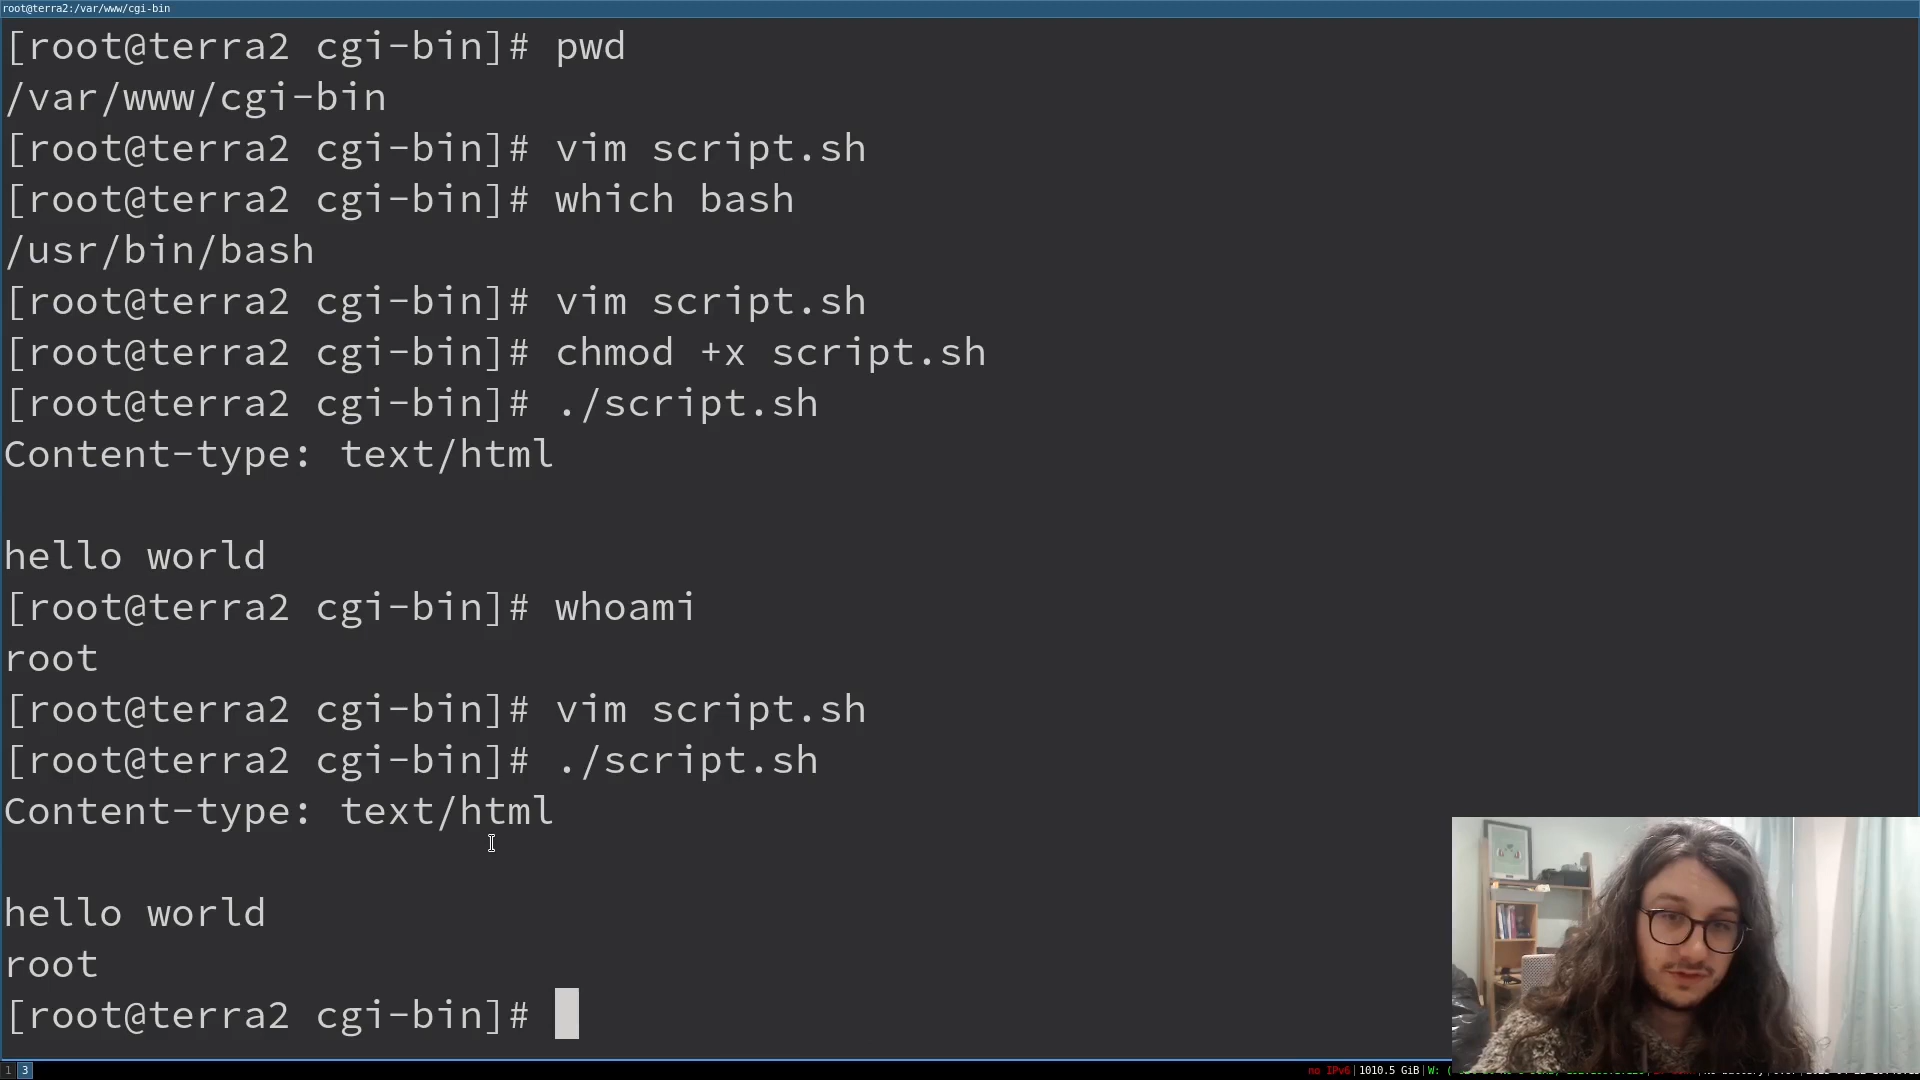 root@terra2:/var/www/cgi-bin
[root@terra2 cgi-bin]# pwd
/var/www/cgi-bin
[root@terra2 cgi-bin]# vim script.sh
[root@terra2 cgi-bin]# which bash
/usr/bin/bash
[root@terra2 cgi-bin]# vim script.sh
[root@terra2 cgi-bin]# chmod +x script.sh
[root@terra2 cgi-bin]# ./script.sh
Content-type: text/html
hello world
[root@terra2 cgi-bin]# whoami
root
[root@terra2 cgi-bin]# vim script.sh
[root@terra2 cgi-bin]# ./script.sh
Content-type: text/html
hello world
root
[root@terra2 cgi-bin]#
1 3 no IPv6|1010.5 GiB|W: (